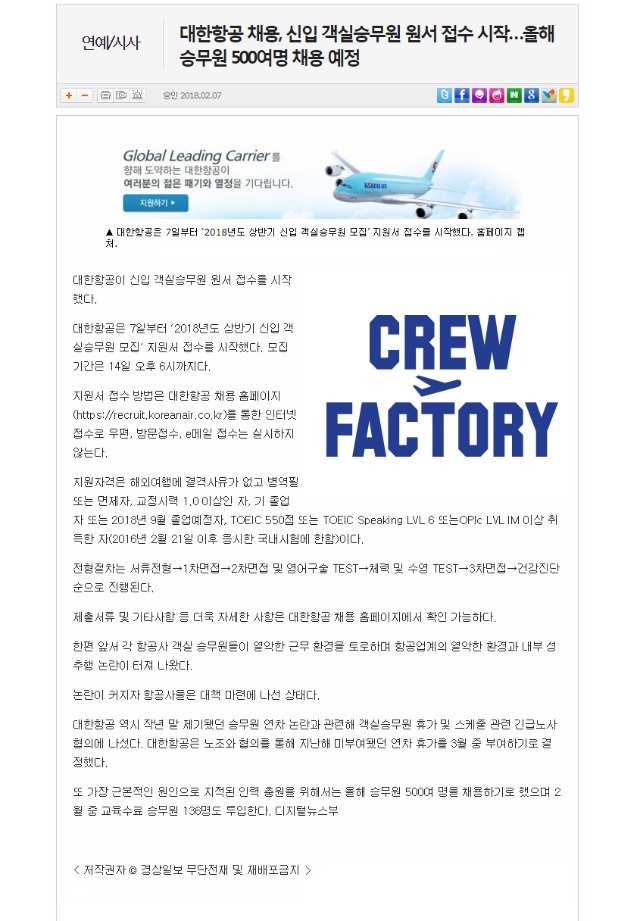 연예/시사
대한항공 채용, 신입 객실승무원 원서 접수 시작…올해
승무원 500여명 채용 예정
승인 2018.02.07
Global Leading Carrier를
향해 도약하는 대한항공이
여러분의 젊은 패기와 열정을 기다립니다.
지원하기
▲ 대한항공은 7일부터 ‘2018년도 상반기 신입 객실승무원 모집’ 지원서 접수를 시작했다. 홈페이지 캡
처.
대한항공이 신입 객실승무원 원서 접수를 시작
했다.
대한항공은 7일부터 ‘2018년도 상반기 신입 객
실승무원 모집’ 지원서 접수를 시작했다. 모집
기간은 14일 오후 6시까지다.
지원서 접수 방법은 대한항공 채용 홈페이지
(https://recruit.koreanair.co.kr)를 통한 인터넷
접수로 우편, 방문접수, e메일 접수는 실시하지
않는다.
지원자격은 해외여행에 결격사유가 없고 병역필
또는 면제자, 교정시력 1.0 이상인 자, 기 졸업
자 또는 2018년 9월 졸업예정자, TOEIC 550점 또는 TOEIC Speaking LVL 6 또는OPIc LVL IM 이상 취
득한 자(2016년 2월 21일 이후 응시한 국내시험에 한함)이다.
전형절차는 서류전형→1차면접→2차면접 및 영어구술 TEST→체력 및 수영 TEST→3차면접→건강진단
순으로 진행된다.
제출서류 및 기타사항 등 더욱 자세한 사항은 대한항공 채용 홈페이지에서 확인 가능하다.
한편 앞서 각 항공사 객실 승무원들이 열악한 근무 환경을 토로하며 항공업계의 열악한 환경과 내부 성
추행 논란이 터져 나왔다.
논란이 커지자 항공사들은 대책 마련에 나선 상태다.
대한항공 역시 작년 말 제기됐던 승무원 연차 논란과 관련해 객실승무원 휴가 및 스케줄 관련 긴급노사
협의에 나섰다. 대한항공은 노조와 협의를 통해 지난해 미부여됐던 연차 휴가를 3월 중 부여하기로 결
정했다.
또 가장 근본적인 원인으로 지적된 인력 충원을 위해서는 올해 승무원 500여 명을 채용하기로 했으며 2
월 중 교육수료 승무원 136명도 투입한다. 디지털뉴스부
CREW
FACTORY
< 저작권자 © 경상일보 무단전재 및 재배포금지 >